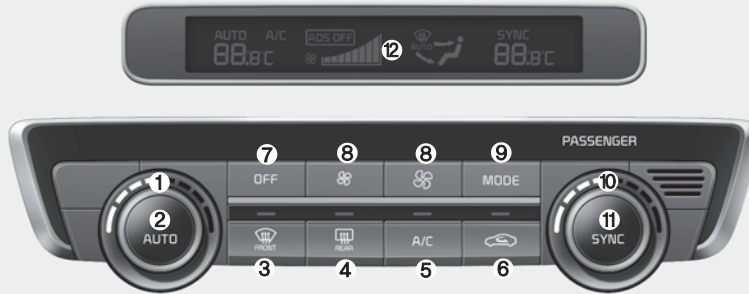 AUTO A/C ADS OFF ⑫ SYNC
88.8°C AUTO 88.8°C
PASSENGER
⑦ ⑧ ⑧ ⑨
① OFF MODE ⑩
② AUTO ⑪ SYNC
FRONT REAR A/C
③ ④ ⑤ ⑥